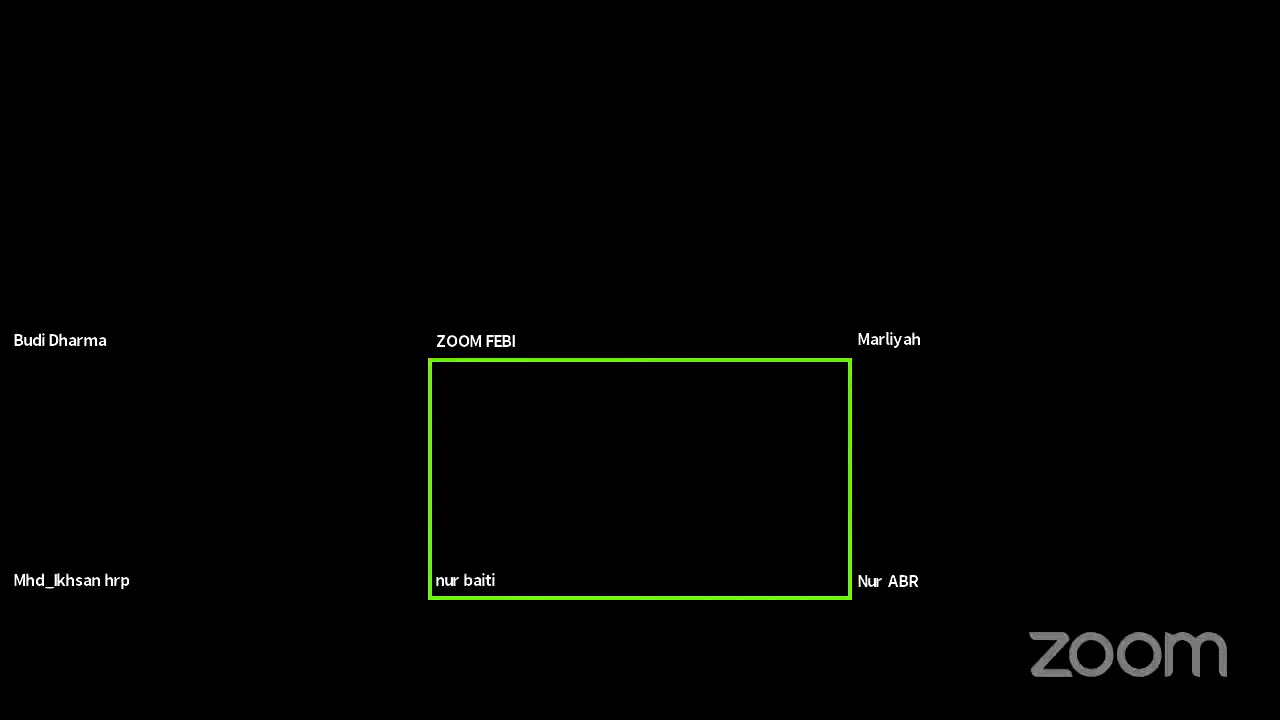 Budi Dharma
ZOOM FEBI
Marliyah
Mhd_Ikhsan hrp
nur baiti
Nur ABR
zoom